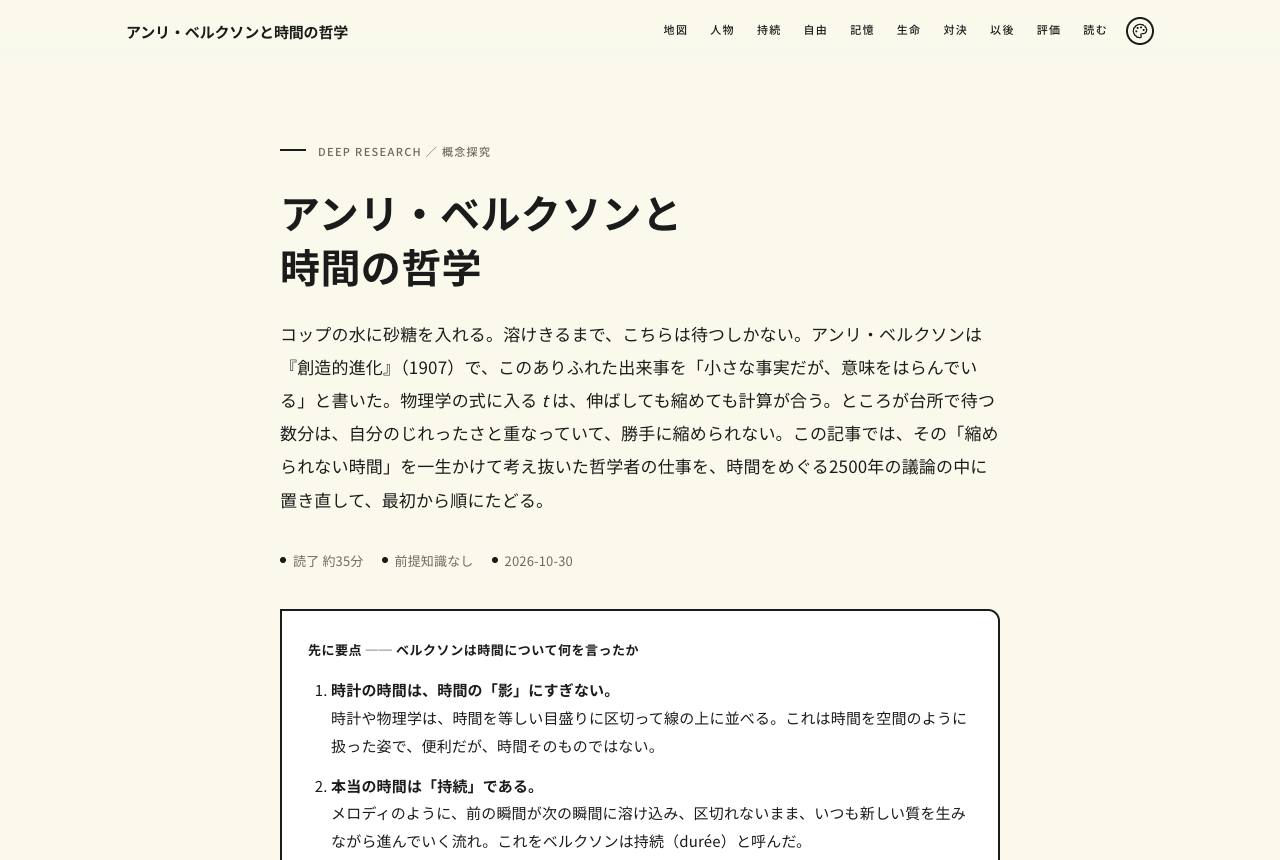 アンリ・ベルクソンと時間の哲学
地図 人物 持続 自由 記憶 生命 対決 以後 評価 読む
DEEP RESEARCH ／ 概念探究
アンリ・ベルクソンと
時間の哲学
コップの水に砂糖を入れる。溶けきるまで、こちらは待つしかない。アンリ・ベルクソンは
『創造的進化』（1907）で、このありふれた出来事を「小さな事実だが、意味をはらんでい
る」と書いた。物理学の式に入る t は、伸ばしても縮めても計算が合う。ところが台所で待つ
数分は、自分のじれったさと重なっていて、勝手に縮められない。この記事では、その「縮め
られない時間」を一生かけて考え抜いた哲学者の仕事を、時間をめぐる2500年の議論の中に
置き直して、最初から順にたどる。
読了 約35分 前提知識なし 2026-10-30
先に要点 ―― ベルクソンは時間について何を言ったか
1. 時計の時間は、時間の「影」にすぎない。
時計や物理学は、時間を等しい目盛りに区切って線の上に並べる。これは時間を空間のように
扱った姿で、便利だが、時間そのものではない。
2. 本当の時間は「持続」である。
メロディのように、前の瞬間が次の瞬間に溶け込み、区切れないまま、いつも新しい質を生み
ながら進んでいく流れ。これをベルクソンは持続（durée）と呼んだ。